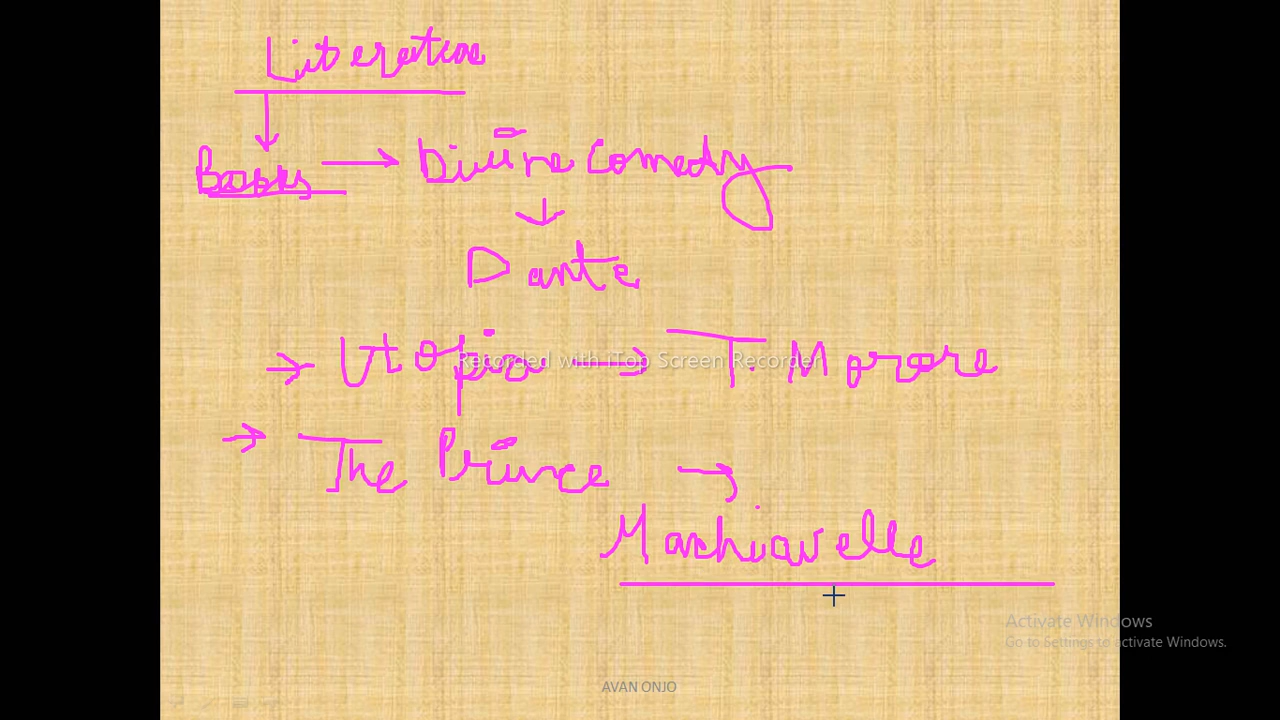 Literature
Books → Divine Comedy
↓
Dante
→ Utopia → T. Morore
Recorded with iTop Screen Recorder
→ The Prince →
Machiavelle
Activate Windows
Go to Settings to activate Windows.
AVAN ONJO